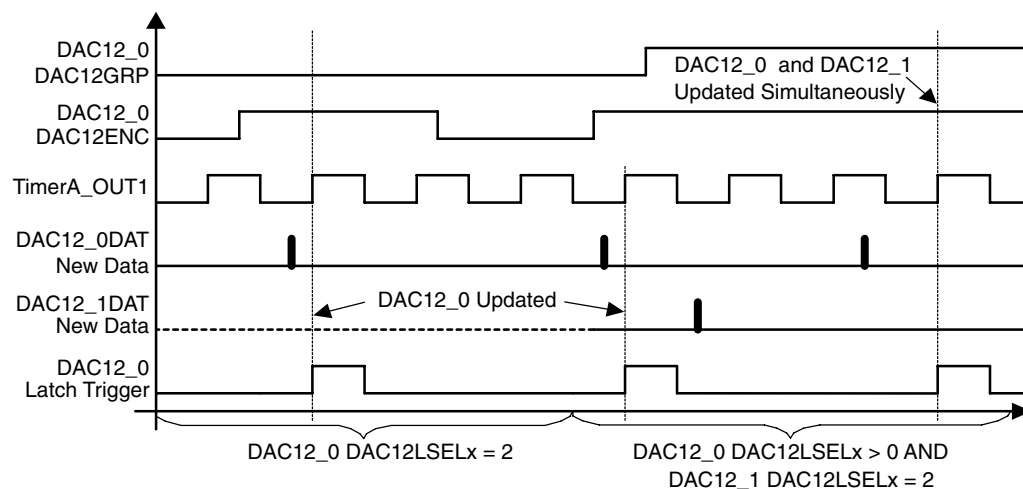 DAC12_0
DAC12GRP
DAC12_0 and DAC12_1
Updated Simultaneously
DAC12_0
DAC12ENC
TimerA_OUT1
DAC12_0DAT
New Data
DAC12_1DAT
New Data
DAC12_0 Updated
DAC12_0
Latch Trigger
DAC12_0 DAC12LSELx = 2
DAC12_0 DAC12LSELx > 0 AND
DAC12_1 DAC12LSELx = 2